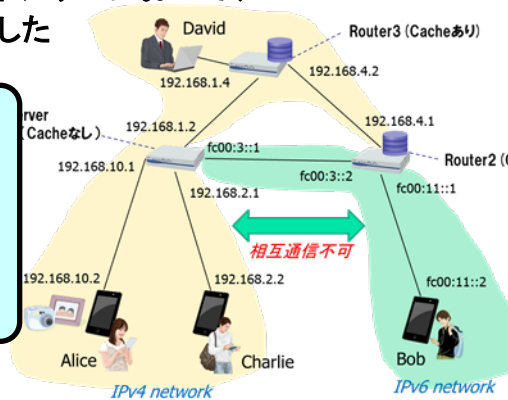 した
David
Router3 (Cacheあり)
192.168.1.4
192.168.4.2
erver
(Cacheなし)
192.168.1.2
192.168.4.1
fc00:3::1
Router2 (
192.168.10.1
fc00:3::2
fc00:11::1
192.168.2.1
相互通信不可
192.168.10.2
192.168.2.2
fc00:11::2
Alice
Charlie
Bob
IPv4 network
IPv6 network